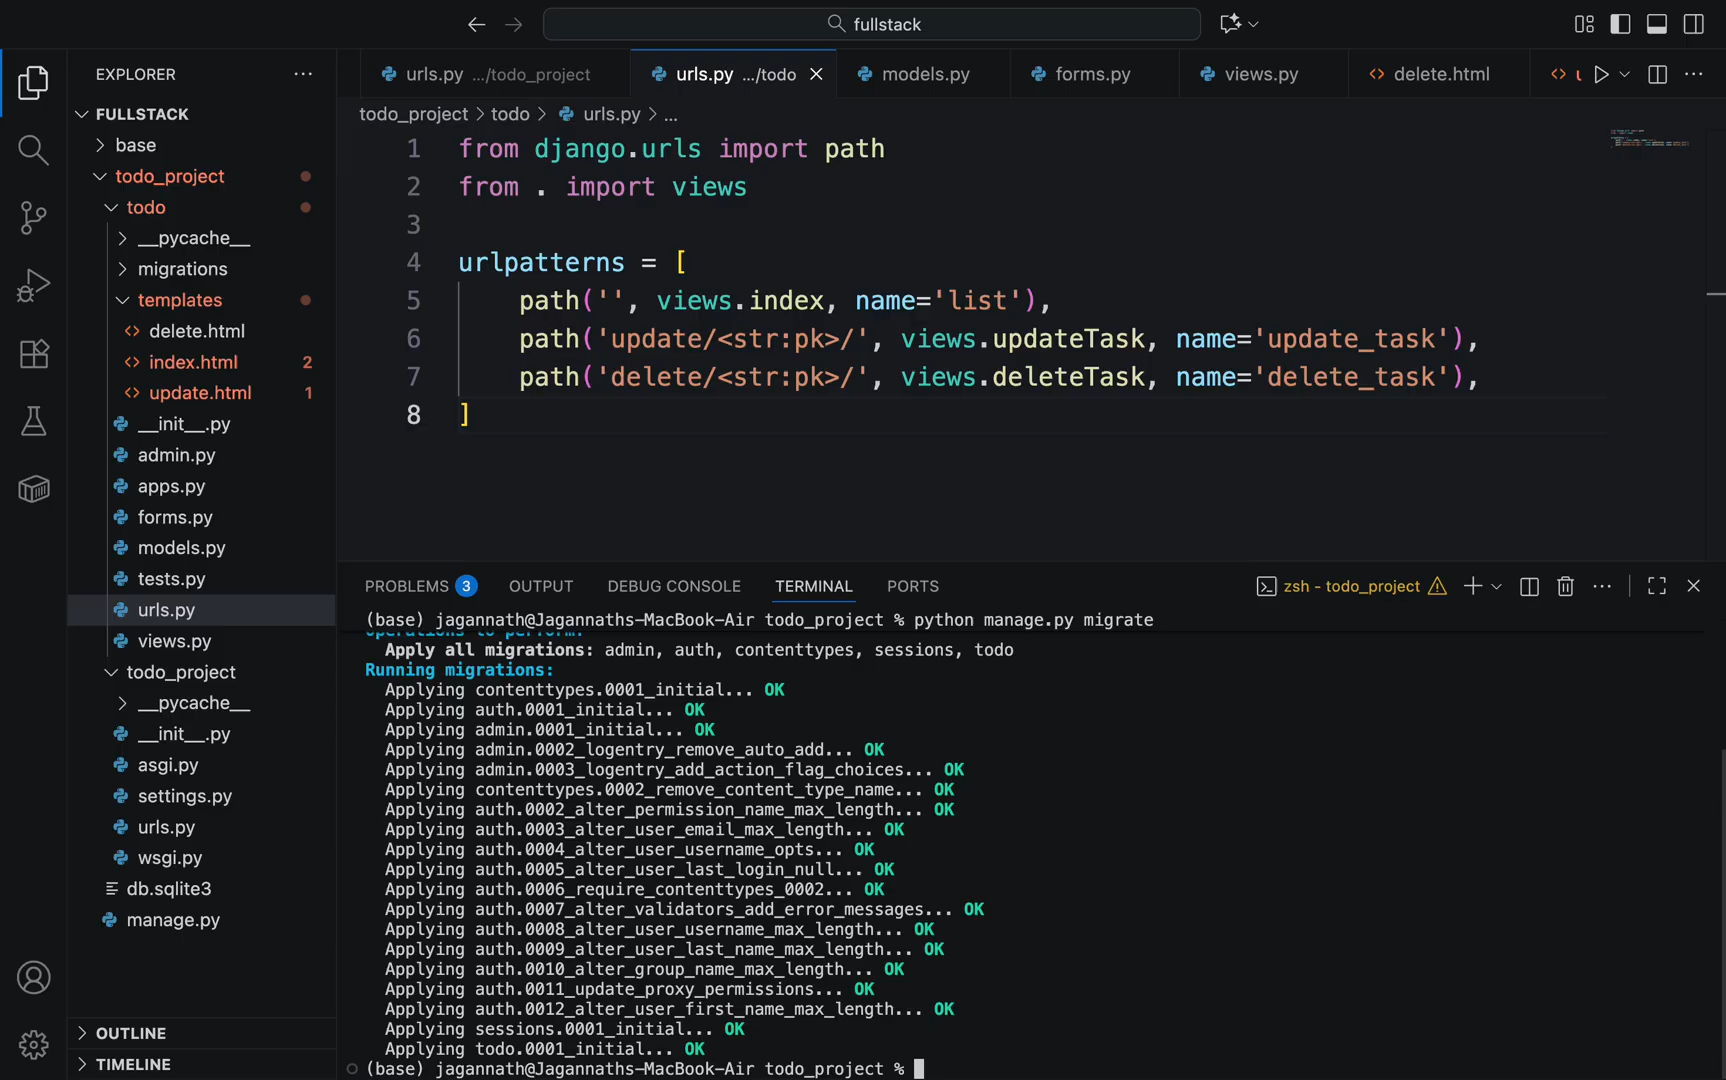 fullstack
EXPLORER
FULLSTACK
base
todo_project
todo
__pycache__
migrations
templates
delete.html
index.html 2
update.html 1
__init__.py
admin.py
apps.py
forms.py
models.py
tests.py
urls.py
views.py
todo_project
__pycache__
__init__.py
asgi.py
settings.py
urls.py
wsgi.py
db.sqlite3
manage.py
OUTLINE
TIMELINE
urls.py .../todo_project
urls.py .../todo
models.py
forms.py
views.py
delete.html
todo_project > todo > urls.py > ...
1 from django.urls import path
2 from . import views
3
4 urlpatterns = [
5 path('', views.index, name='list'),
6 path('update/<str:pk>/', views.updateTask, name='update_task'),
7 path('delete/<str:pk>/', views.deleteTask, name='delete_task'),
8 ]
PROBLEMS 3 OUTPUT DEBUG CONSOLE TERMINAL PORTS
zsh - todo_project
(base) jagannath@Jagannaths-MacBook-Air todo_project % python manage.py migrate
Operations to perform:
Apply all migrations: admin, auth, contenttypes, sessions, todo
Running migrations:
Applying contenttypes.0001_initial... OK
Applying auth.0001_initial... OK
Applying admin.0001_initial... OK
Applying admin.0002_logentry_remove_auto_add... OK
Applying admin.0003_logentry_add_action_flag_choices... OK
Applying contenttypes.0002_remove_content_type_name... OK
Applying auth.0002_alter_permission_name_max_length... OK
Applying auth.0003_alter_user_email_max_length... OK
Applying auth.0004_alter_user_username_opts... OK
Applying auth.0005_alter_user_last_login_null... OK
Applying auth.0006_require_contenttypes_0002... OK
Applying auth.0007_alter_validators_add_error_messages... OK
Applying auth.0008_alter_user_username_max_length... OK
Applying auth.0009_alter_user_last_name_max_length... OK
Applying auth.0010_alter_group_name_max_length... OK
Applying auth.0011_update_proxy_permissions... OK
Applying auth.0012_alter_user_first_name_max_length... OK
Applying sessions.0001_initial... OK
Applying todo.0001_initial... OK
(base) jagannath@Jagannaths-MacBook-Air todo_project %